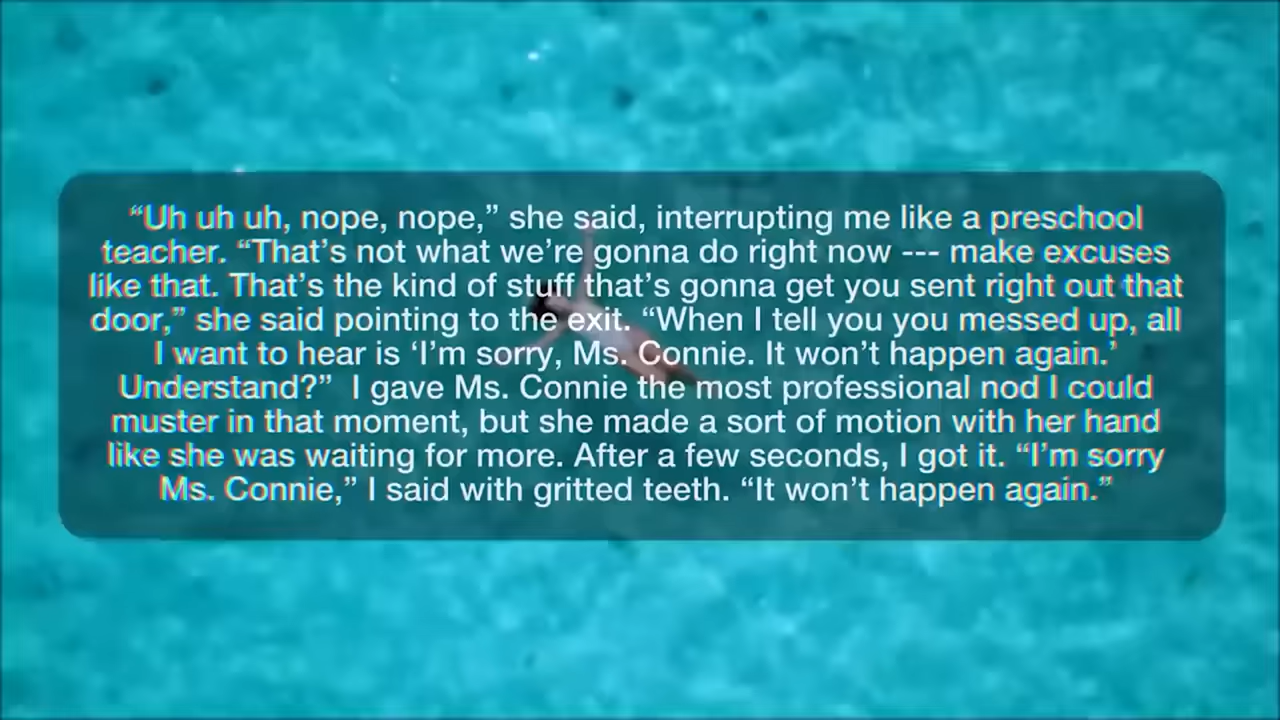 “Uh uh uh, nope, nope,” she said, interrupting me like a preschool
teacher. “That’s not what we’re gonna do right now --- make excuses
like that. That’s the kind of stuff that’s gonna get you sent right out that
door,” she said pointing to the exit. “When I tell you you messed up, all
I want to hear is ‘I’m sorry, Ms. Connie. It won’t happen again.’
Understand?”  I gave Ms. Connie the most professional nod I could
muster in that moment, but she made a sort of motion with her hand
like she was waiting for more. After a few seconds, I got it. “I’m sorry
Ms. Connie,” I said with gritted teeth. “It won’t happen again.”